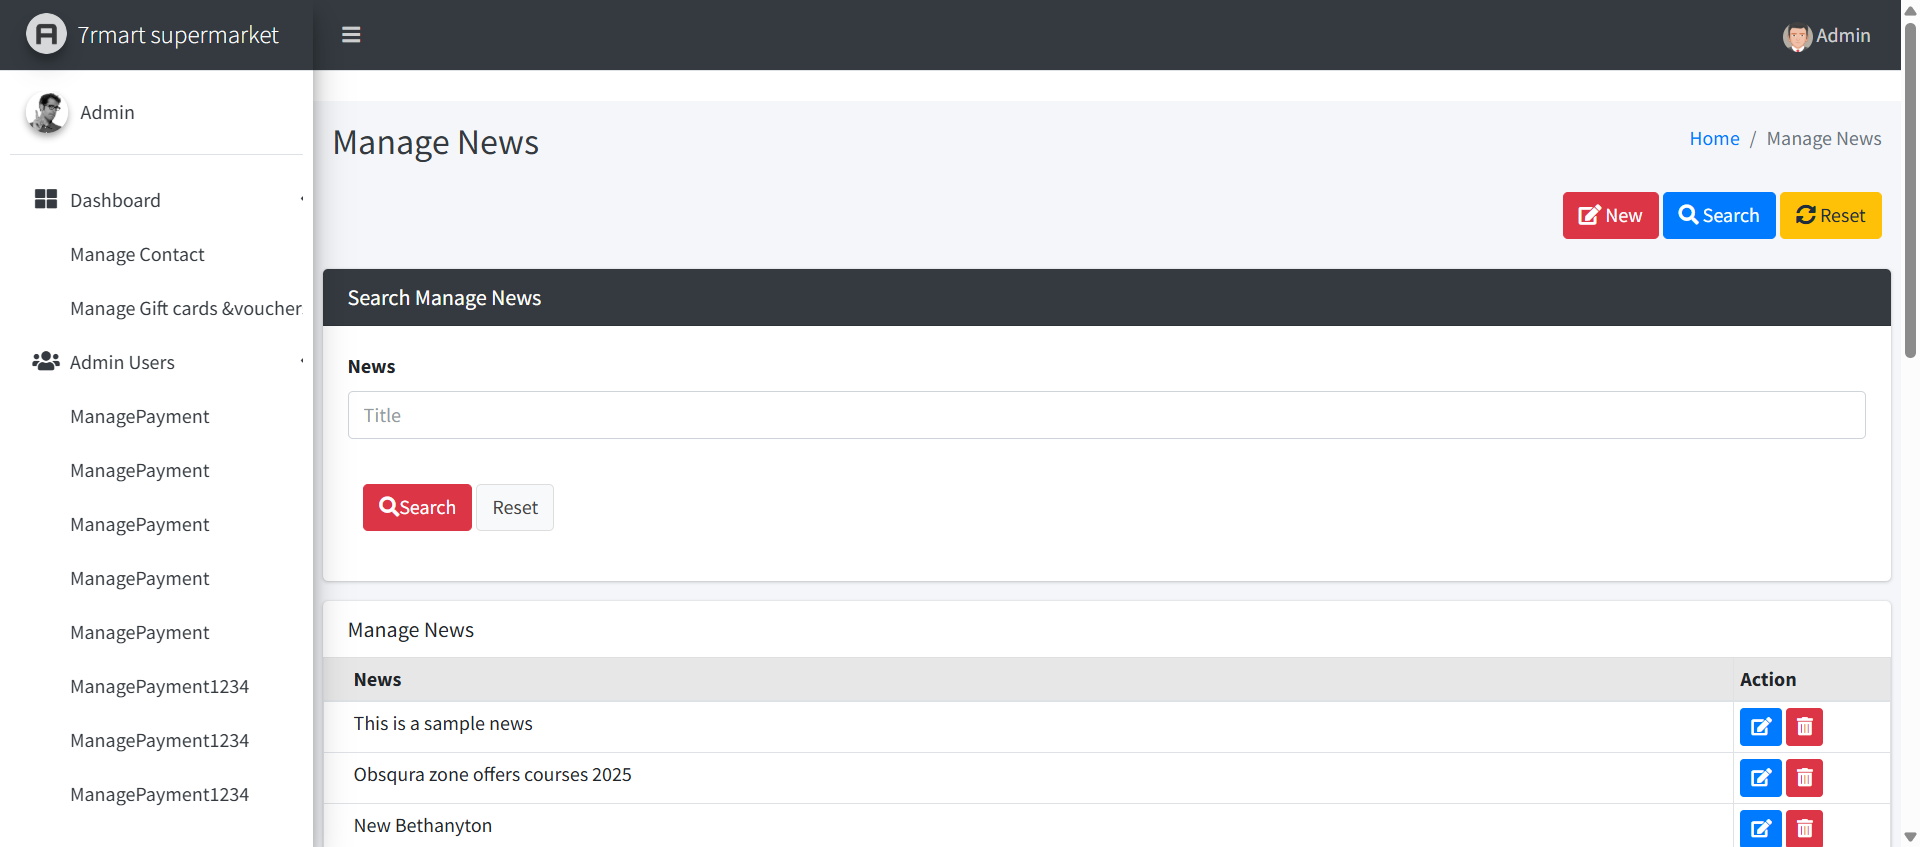 7rmart supermarket
Admin
Admin
Manage News
Home / Manage News
New Search Reset
Dashboard
Manage Contact
Manage Gift cards &voucher
Admin Users
ManagePayment
ManagePayment
ManagePayment
ManagePayment
ManagePayment
ManagePayment1234
ManagePayment1234
ManagePayment1234
Search Manage News
News
Title
Search Reset
Manage News
News Action
This is a sample news
Obsqura zone offers courses 2025
New Bethanyton